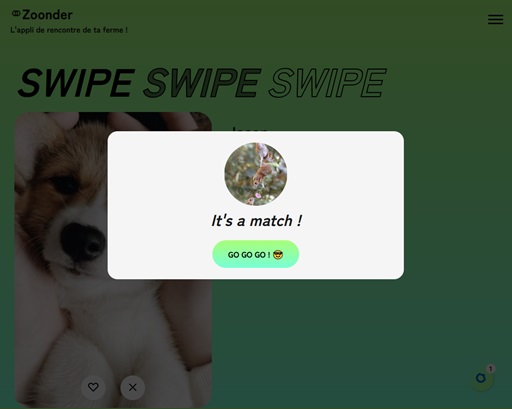 Zoonder
L'appli de rencontre de ta ferme !
SWIPE SWIPE SWIPE
It's a match !
GO GO GO ! 😎
1